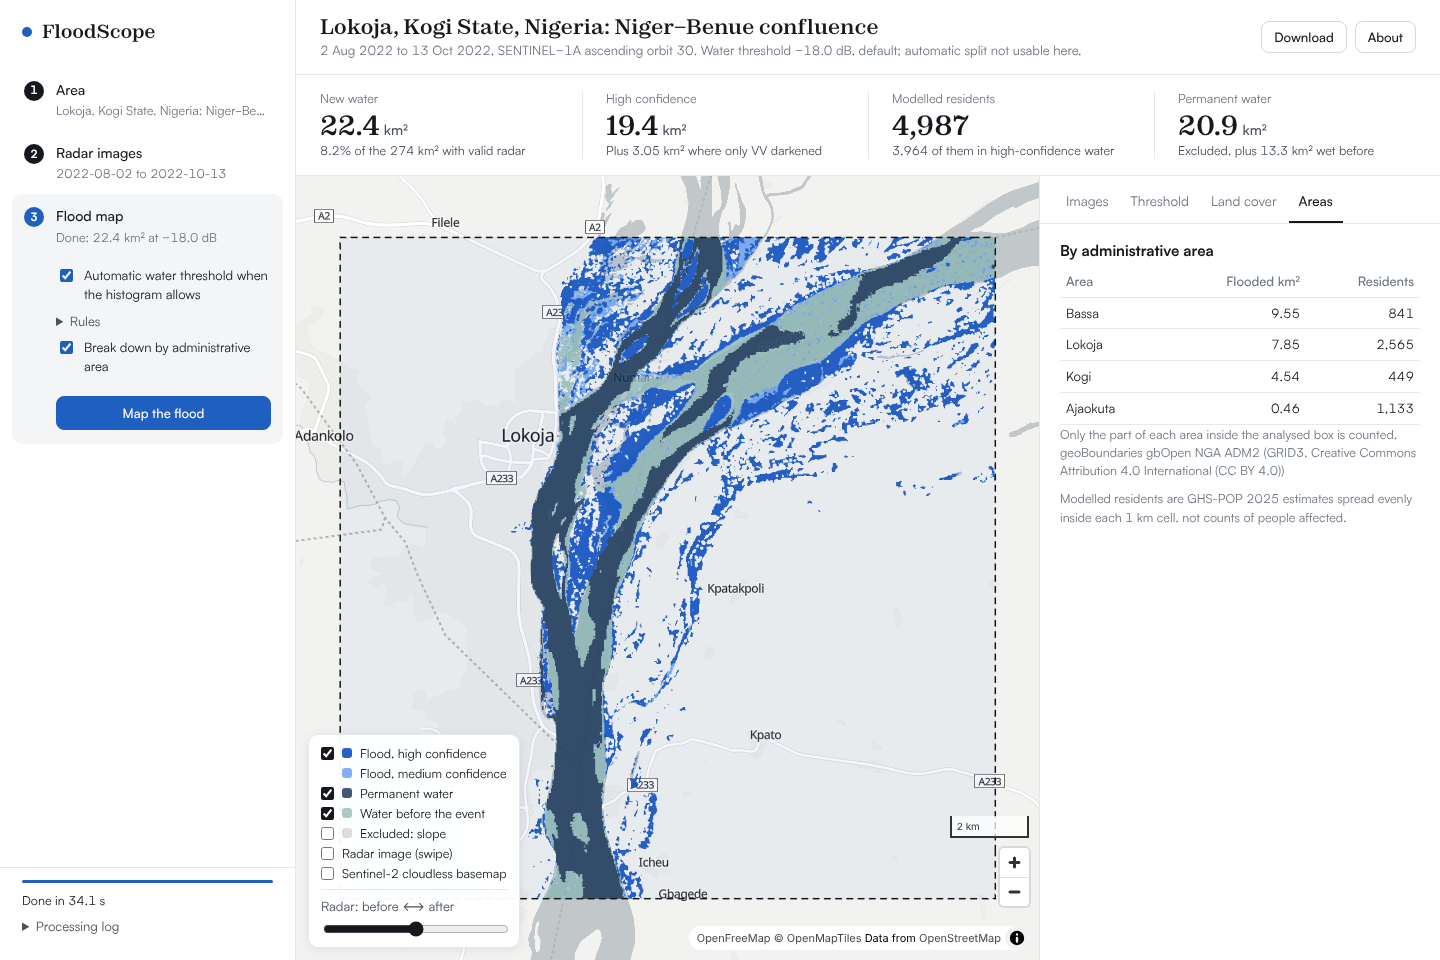 FloodScope
1
Area
Lokoja, Kogi State, Nigeria: Niger–Be...
2
Radar images
2022-08-02 to 2022-10-13
3
Flood map
Done: 22.4 km² at −18.0 dB
Automatic water threshold when
the histogram allows
Rules
Break down by administrative
area
Map the flood
Done in 34.1 s
Processing log
Lokoja, Kogi State, Nigeria: Niger–Benue confluence
2 Aug 2022 to 13 Oct 2022, SENTINEL-1A ascending orbit 30. Water threshold −18.0 dB, default; automatic split not usable here.
Download
About
New water
22.4 km²
8.2% of the 274 km² with valid radar
High confidence
19.4 km²
Plus 3.05 km² where only VV darkened
Modelled residents
4,987
3,964 of them in high-confidence water
Permanent water
20.9 km²
Excluded, plus 13.3 km² wet before
A2
Filele
A2
A23
Adankolo
Lokoja
A233
Kpatakpoli
A233
Kpato
A233
A233
2 km
Icheu
Gbagede
Flood, high confidence
Flood, medium confidence
Permanent water
Water before the event
Excluded: slope
Radar image (swipe)
Sentinel-2 cloudless basemap
Radar: before ⟷ after
OpenFreeMap © OpenMapTiles Data from OpenStreetMap
Images
Threshold
Land cover
Areas
By administrative area
Area Flooded km² Residents
Bassa 9.55 841
Lokoja 7.85 2,565
Kogi 4.54 449
Ajaokuta 0.46 1,133
Only the part of each area inside the analysed box is counted.
geoBoundaries gbOpen NGA ADM2 (GRID3, Creative Commons
Attribution 4.0 International (CC BY 4.0))
Modelled residents are GHS-POP 2025 estimates spread evenly
inside each 1 km cell, not counts of people affected.